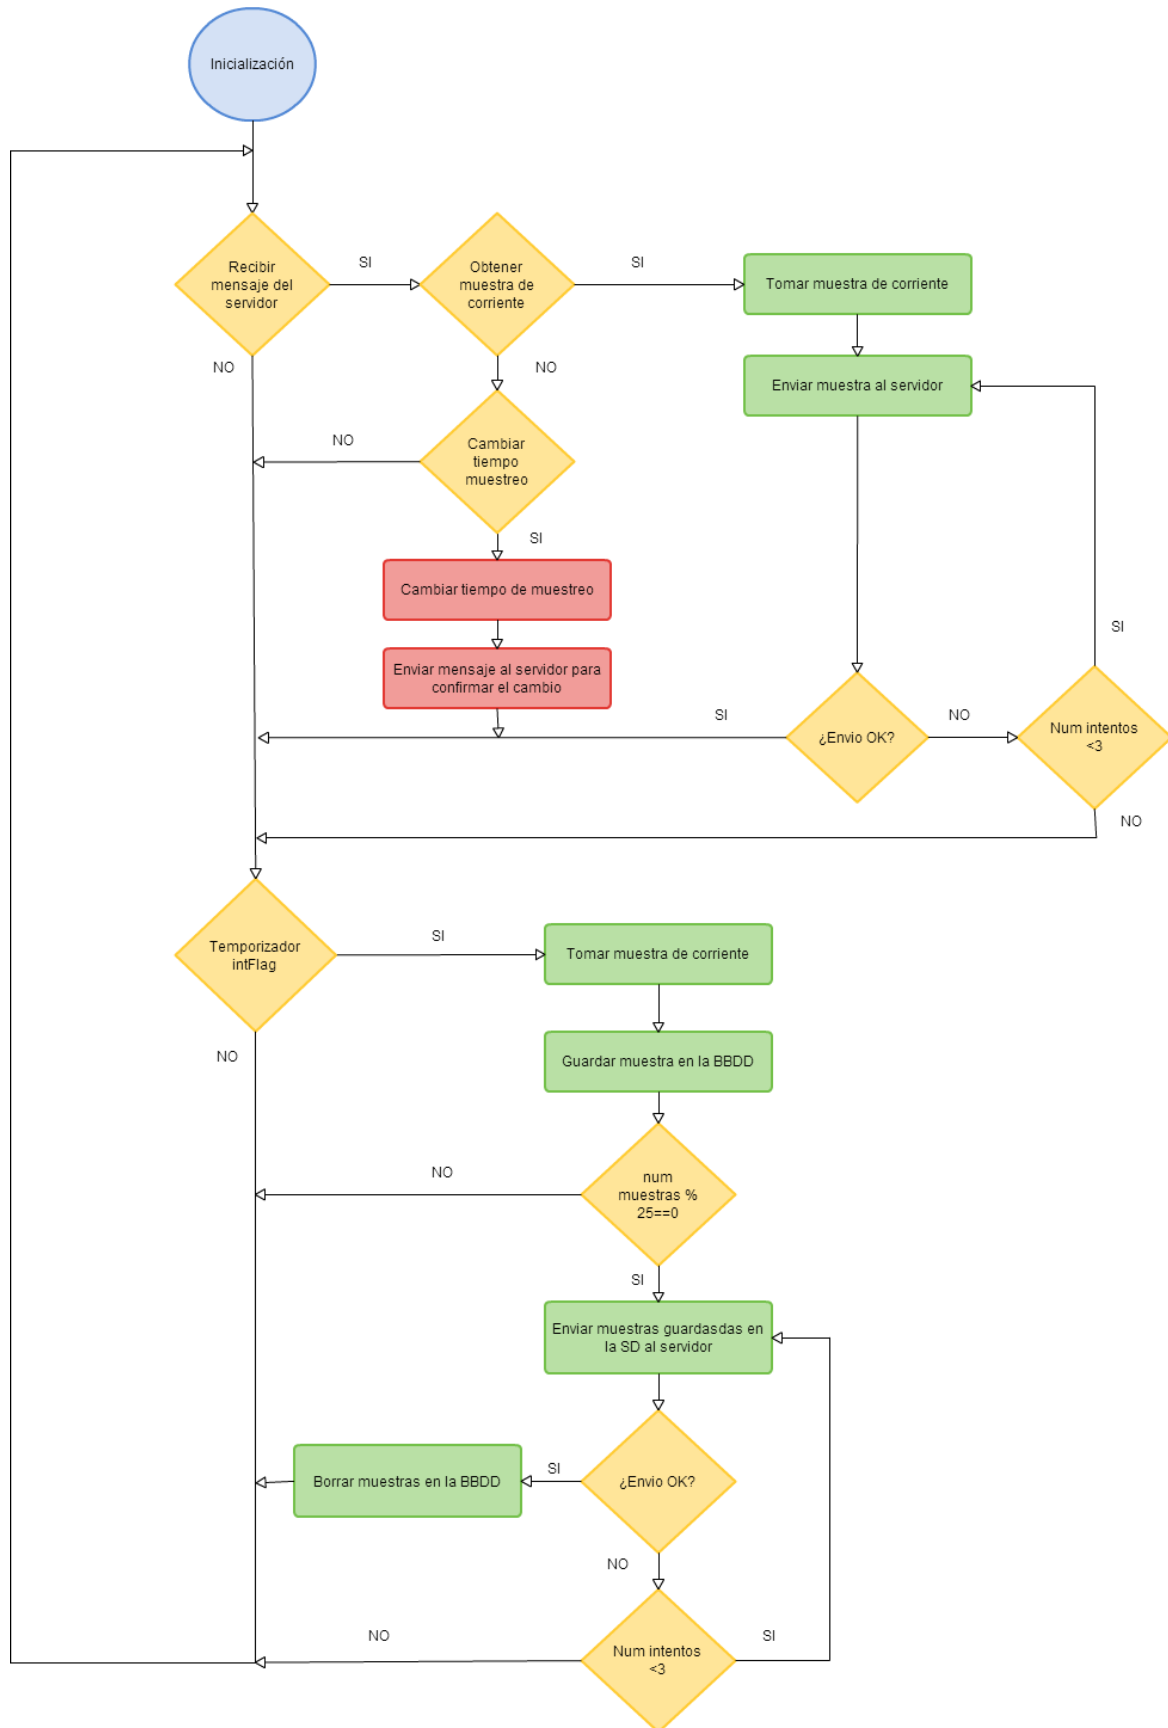 Inicialización
Recibir
mensaje del
servidor
SI
Obtener
muestra de
corriente
SI
Tomar muestra de corriente
NO
NO
Enviar muestra al servidor
NO
Cambiar
tiempo
muestreo
SI
Cambiar tiempo de muestreo
Enviar mensaje al servidor para
confirmar el cambio
SI
¿Envio OK?
NO
SI
Num intentos
<3
NO
Temporizador
intFlag
SI
Tomar muestra de corriente
NO
Guardar muestra en la BBDD
NO
num
muestras %
25==0
SI
Enviar muestras guardasdas en
la SD al servidor
Borrar muestras en la BBDD
SI
¿Envio OK?
NO
NO
Num intentos
<3
SI